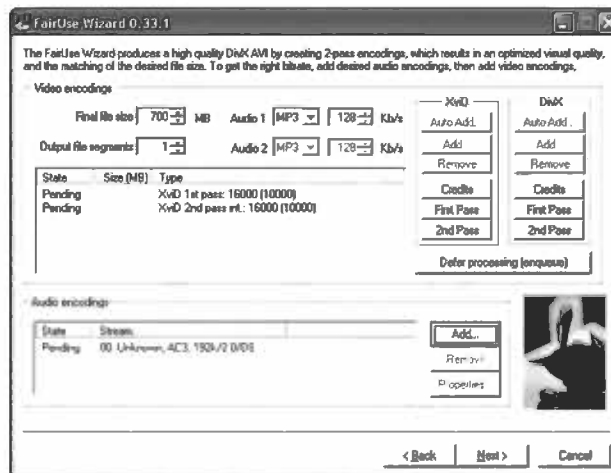 FairUse Wizard 0.33.1
The FairUse Wizard produces a high quality DivX AVI by creating 2-pass encodings, which results in an optimized visual quality,
and the matching of the desired file size. To get the right bitrate, add desired audio encodings, then add video encodings,
Video encodings
Final file size 700 MB Audio 1 MP3 128 Kb/s
Output file segments 1 Audio 2 MP3 128 Kb/s
XviD DivX
Auto Add.. Auto Add..
Add Add
Remove Remove
Credits Credits
First Pass First Pass
2nd Pass 2nd Pass
State Size (MB) Type
Pending XviD 1st pass: 16000 (10000)
Pending XviD 2nd pass int.: 16000 (10000)
Defer processing (enqueue)
Audio encodings
State Stream
Pending 00. Unknown, AC3, 192k/2.0/DE
Add...
Remove
Properties
< Back Next > Cancel